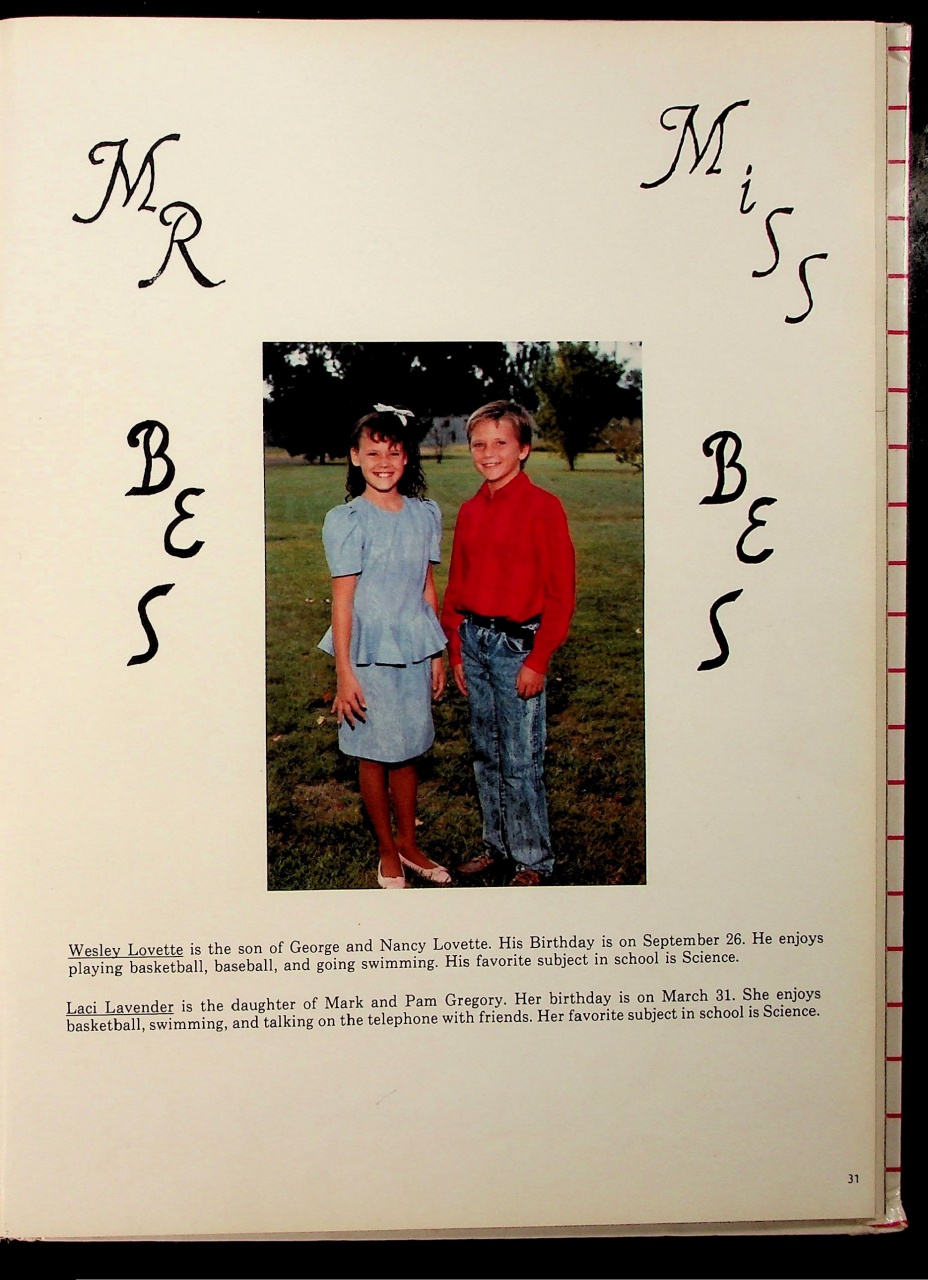 MR
Miss
BES
BES
Wesley Lovette is the son of George and Nancy Lovette. His Birthday is on September 26. He enjoys
playing basketball, baseball, and going swimming. His favorite subject in school is Science.
Laci Lavender is the daughter of Mark and Pam Gregory. Her birthday is on March 31. She enjoys
basketball, swimming, and talking on the telephone with friends. Her favorite subject in school is Science.
31